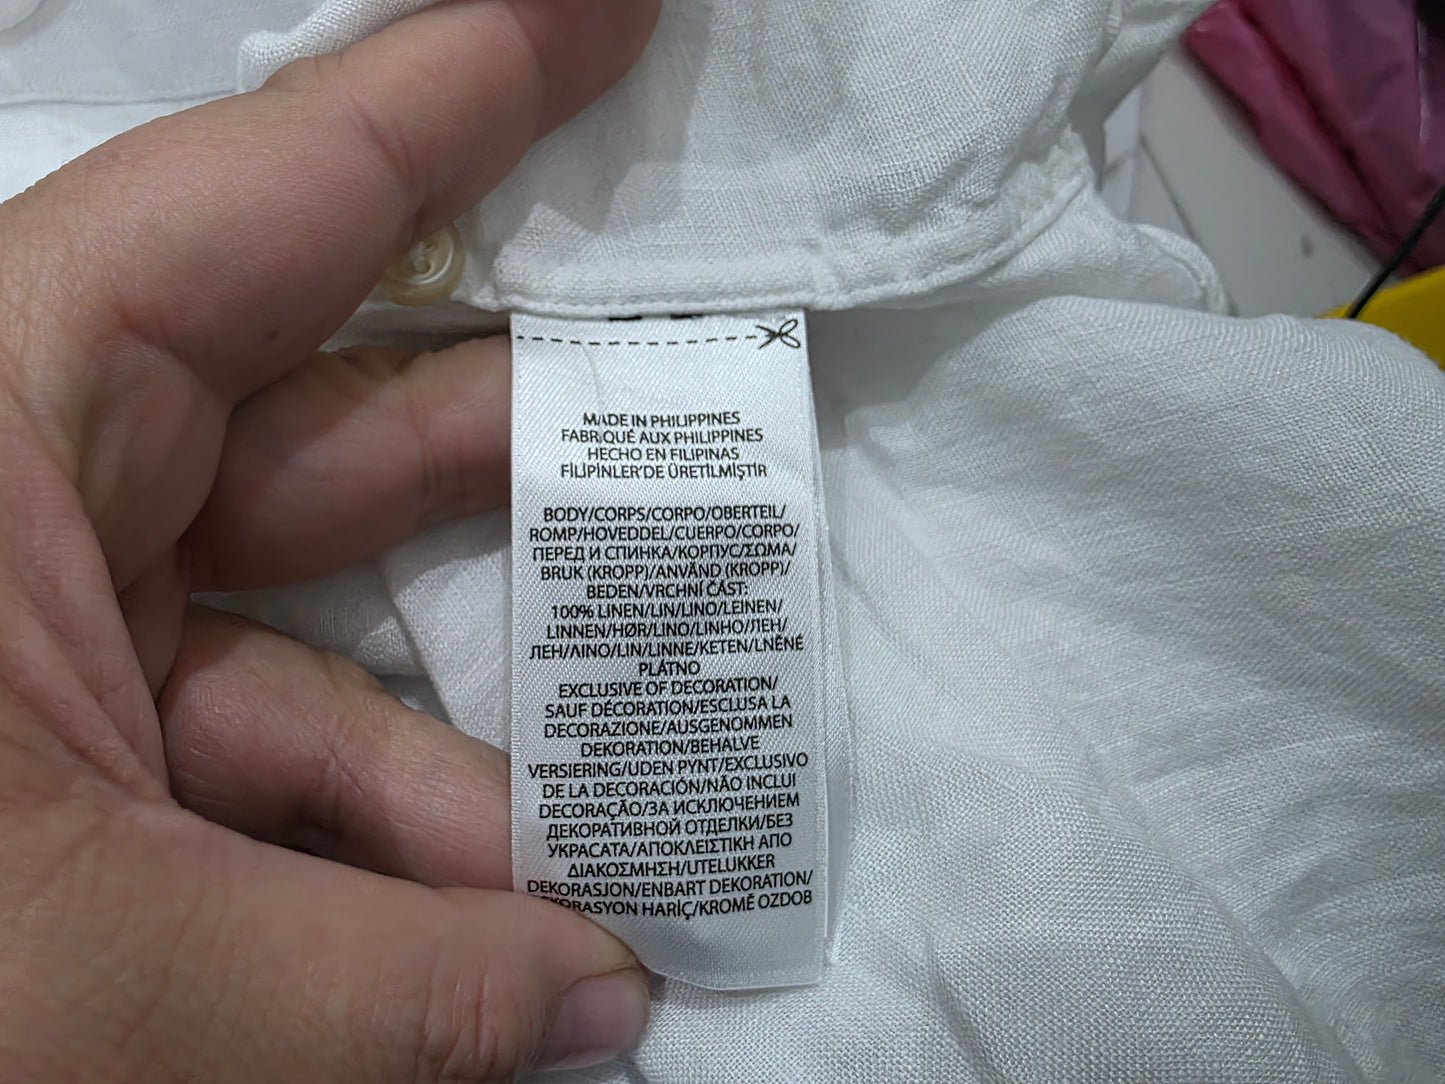 MADE IN PHILIPPINES
FABRIQUÉ AUX PHILIPPINES
HECHO EN FILIPINAS
FİLİPİNLER'DE ÜRETİLMİŞTİR
BODY/CORPS/CORPO/OBERTEIL/
ROMP/HOVEDDEL/CUERPO/CORPO/
ПЕРЕД И СПИНКА/КОРПУС/ΣΩΜΑ/
BRUK (KROPP)/ANVÄND (KROPP)/
BEDEN/VRCHNÍ ČÁST:
100% LINEN/LIN/LINO/LEINEN/
LINNEN/HØR/LINO/LINHO/ЛЕН/
ЛЕН/ΛΙΝΟ/LIN/LINNE/KETEN/LNĚNÉ
PLÁTNO
EXCLUSIVE OF DECORATION/
SAUF DÉCORATION/ESCLUSA LA
DECORAZIONE/AUSGENOMMEN
DEKORATION/BEHALVE
VERSIERING/UDEN PYNT/EXCLUSIVO
DE LA DECORACIÓN/NÃO INCLUI
DECORAÇÃO/ЗА ИСКЛЮЧЕНИЕМ
ДЕКОРАТИВНОЙ ОТДЕЛКИ/БЕЗ
УКРАСАТА/ΑΠΟΚΛΕΙΣΤΙΚΗ ΑΠΟ
ΔΙΑΚΟΣΜΗΣΗ/UTELUKKER
DEKORASJON/ENBART DEKORATION/
HARİÇ/KROMĚ OZDOB